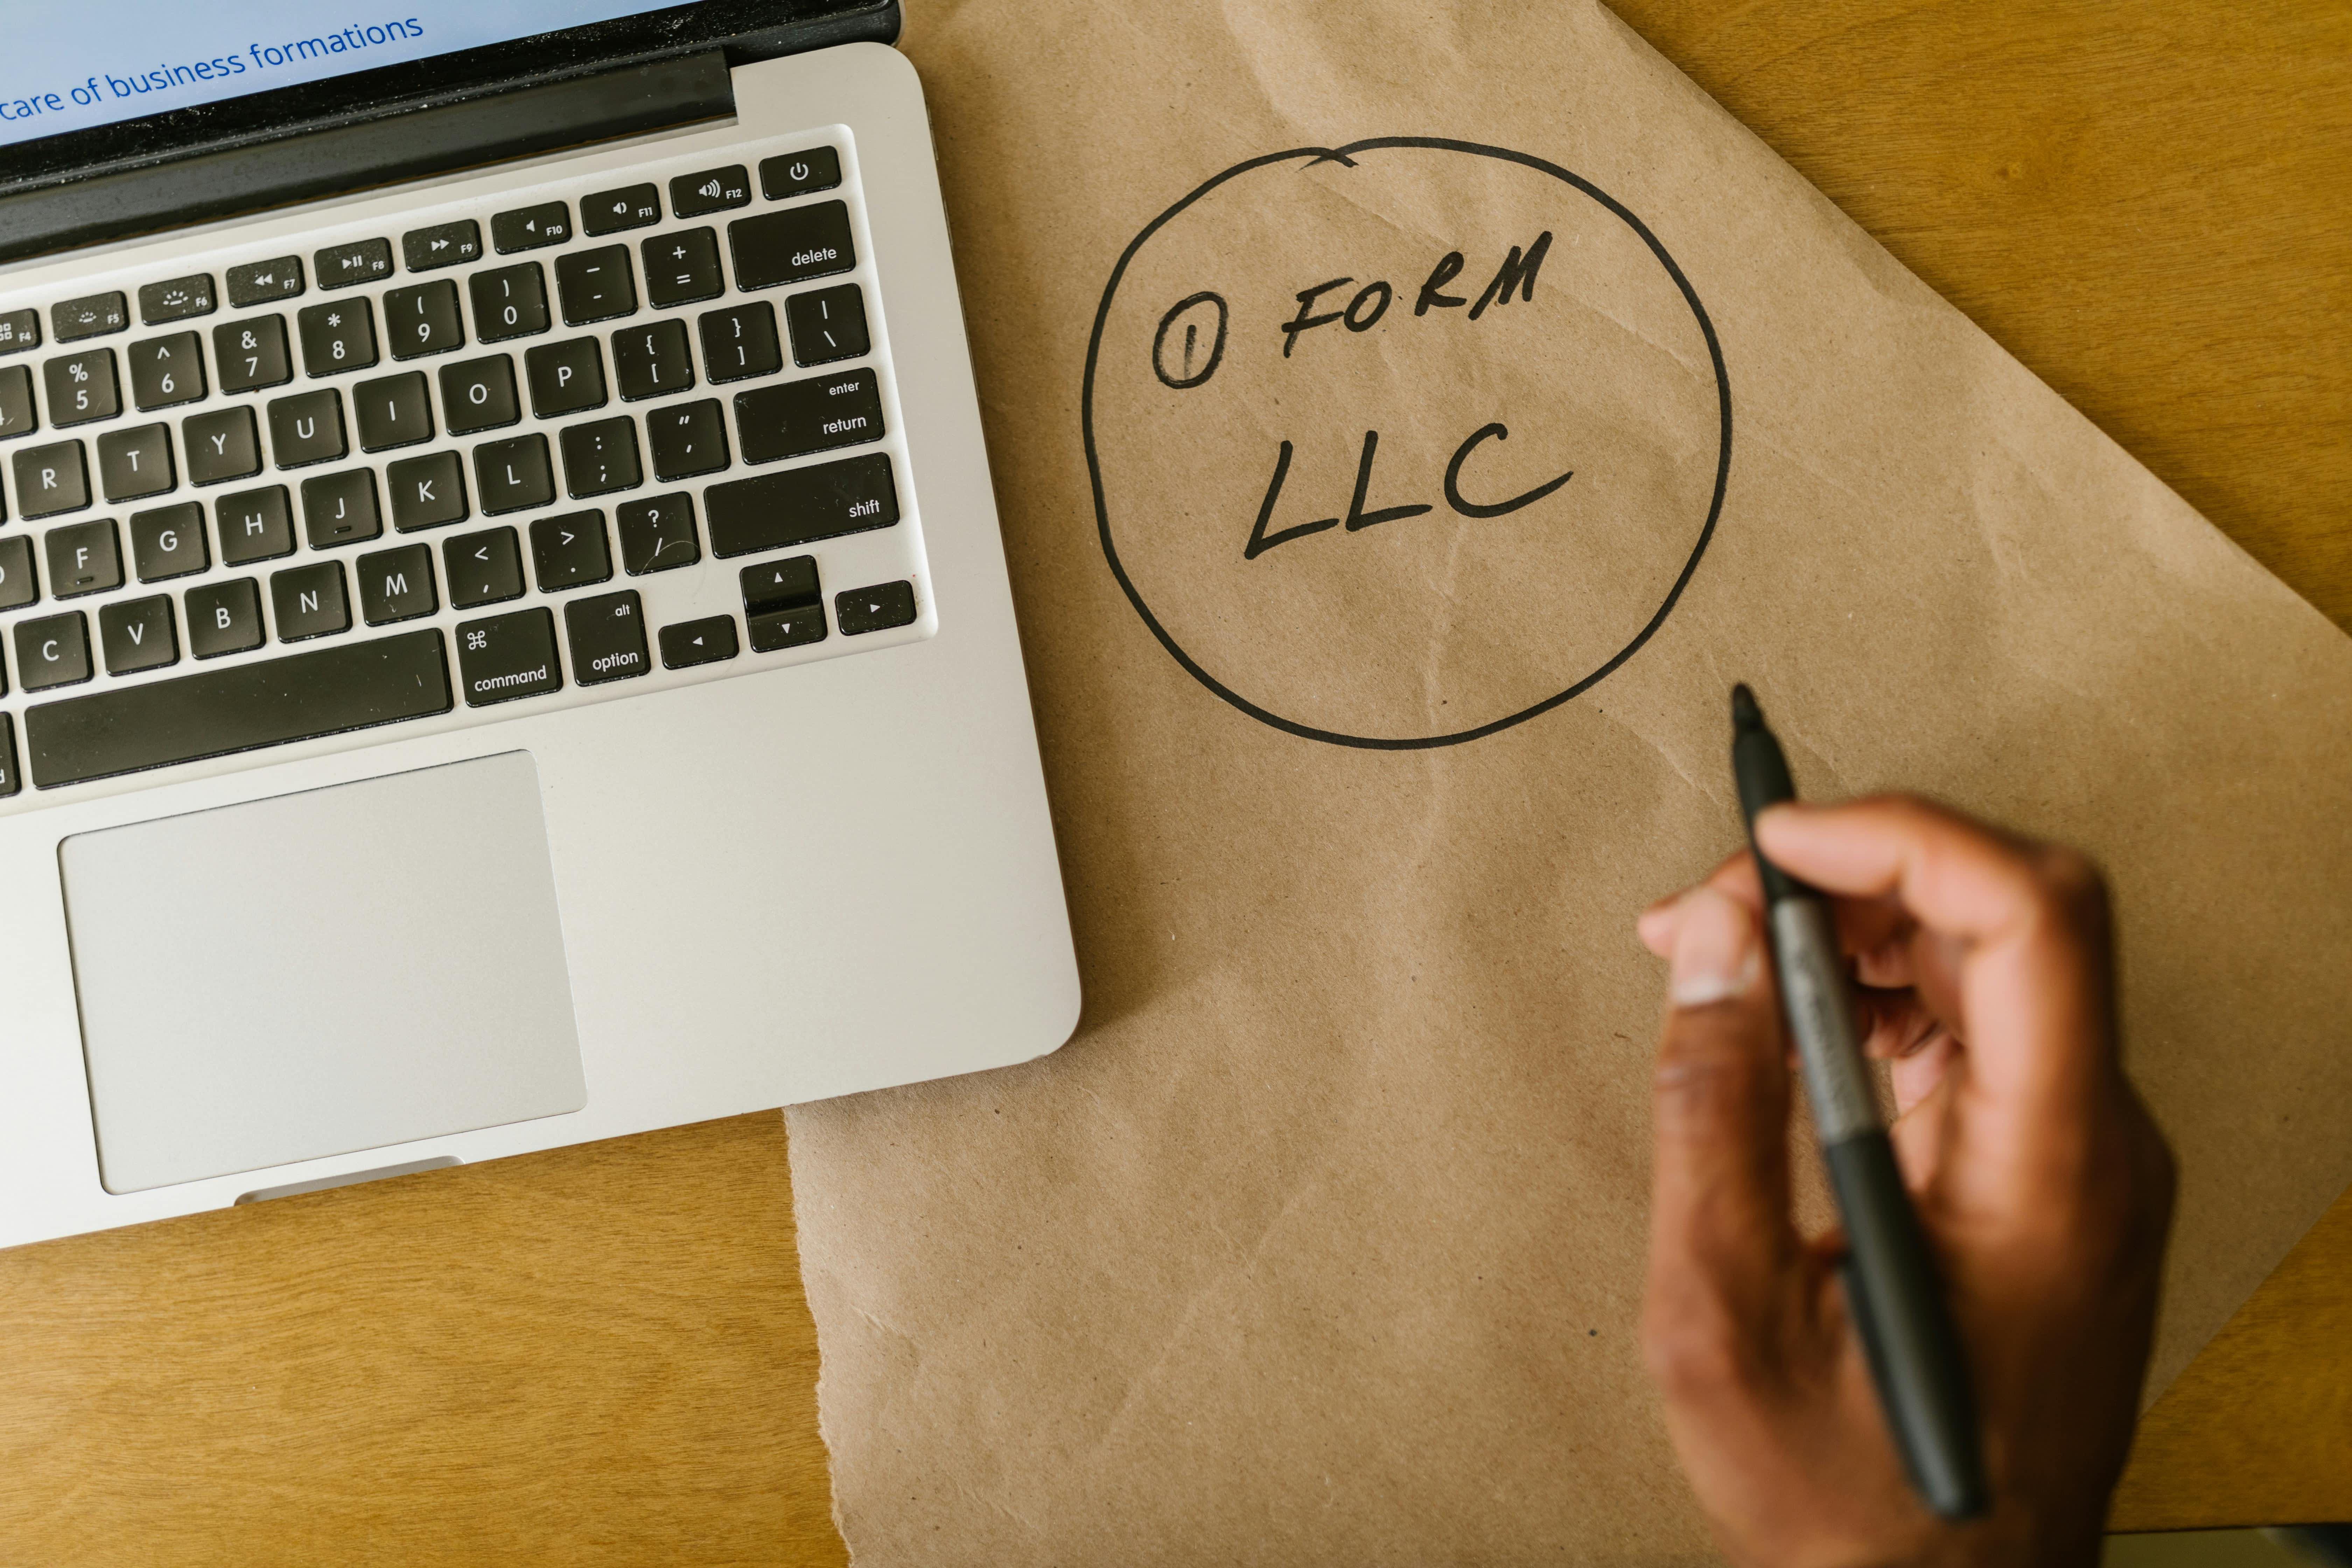 care of business formations
① FORM
LLC
F4 F5 F6 F7 F8 F9 F10 F11 F12
% 5 ^ 6 & 7 * 8 ( 9 ) 0 _ - + = delete
R T Y U I O P { [ } ] | \ enter return
F G H J K L : ; " ' shift
C V B N M < , > . ? /
command alt option